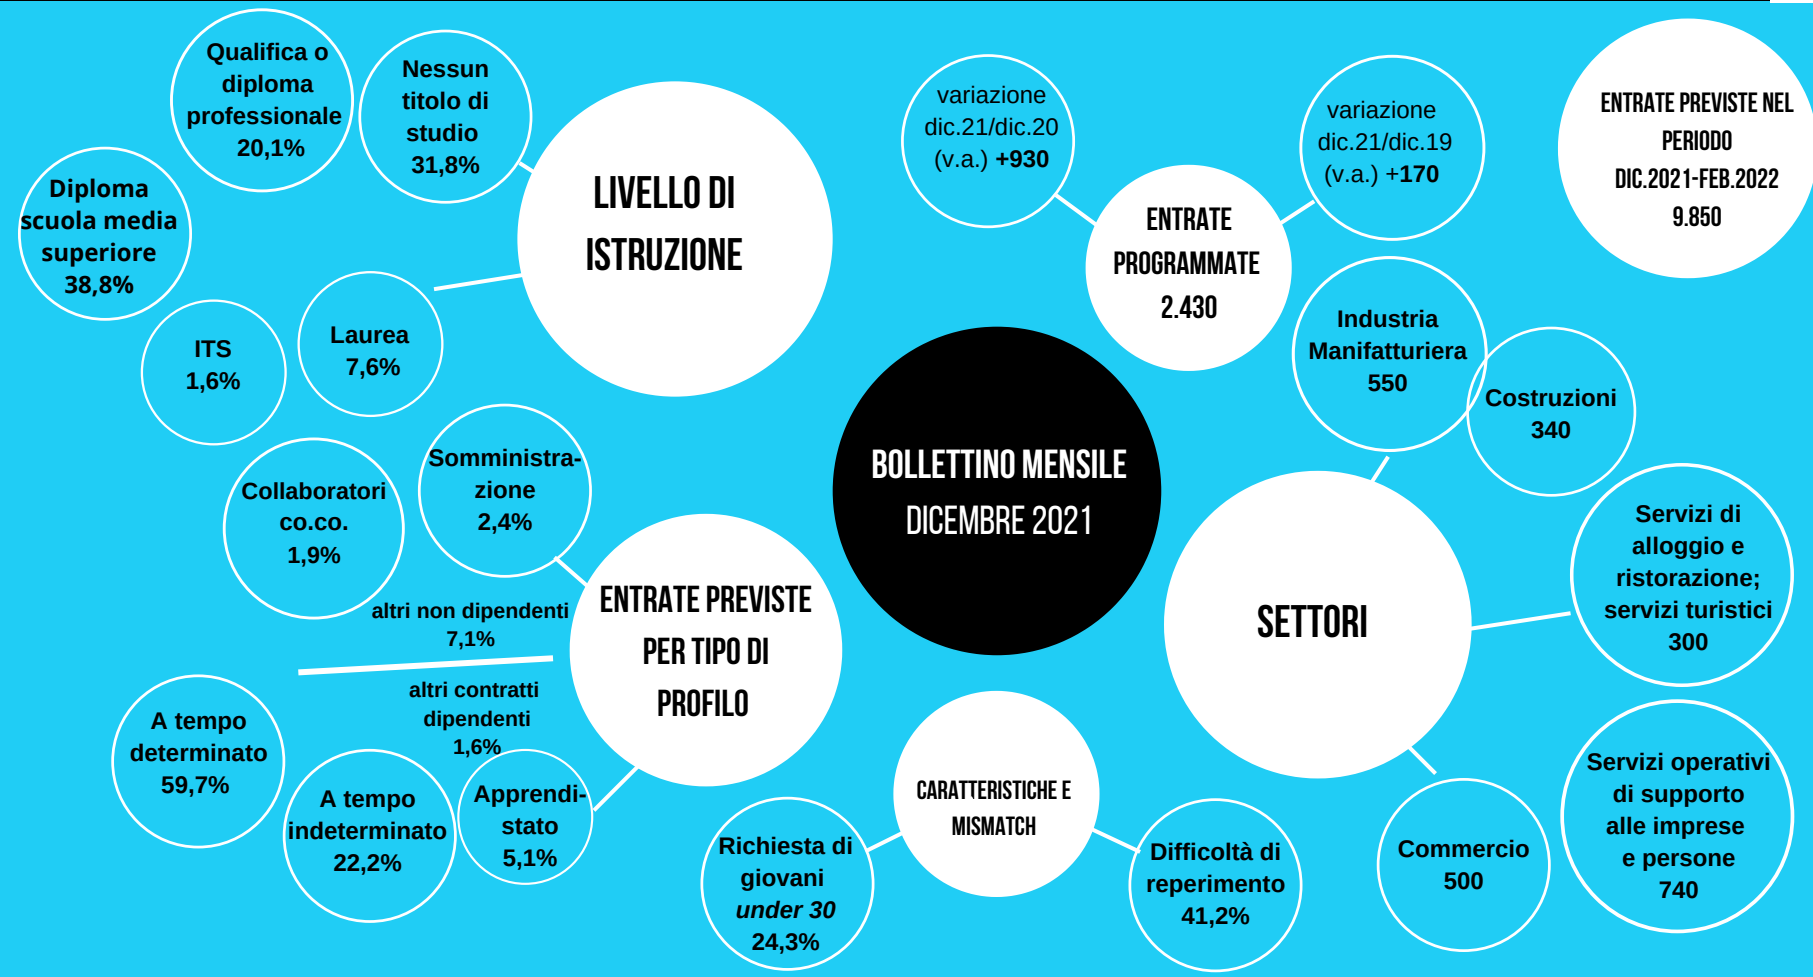 Qualifica o
diploma
professionale
20,1%
Nessun
titolo di
studio
31,8%
Diploma
scuola media
superiore
38,8%
ITS
1,6%
Laurea
7,6%
LIVELLO DI
ISTRUZIONE
variazione
dic.21/dic.20
(v.a.) +930
variazione
dic.21/dic.19
(v.a.) +170
ENTRATE
PROGRAMMATE
2.430
ENTRATE PREVISTE NEL
PERIODO
DIC.2021-FEB.2022
9.850
BOLLETTINO MENSILE
DICEMBRE 2021
Industria
Manifatturiera
550
Costruzioni
340
SETTORI
Servizi di
alloggio e
ristorazione;
servizi turistici
300
Servizi operativi
di supporto
alle imprese
e persone
740
Commercio
500
Collaboratori
co.co.
1,9%
Somministra-
zione
2,4%
altri non dipendenti
7,1%
ENTRATE PREVISTE
PER TIPO DI
PROFILO
altri contratti
dipendenti
1,6%
A tempo
determinato
59,7%
A tempo
indeterminato
22,2%
Apprendi-
stato
5,1%
CARATTERISTICHE E
MISMATCH
Richiesta di
giovani
under 30
24,3%
Difficoltà di
reperimento
41,2%